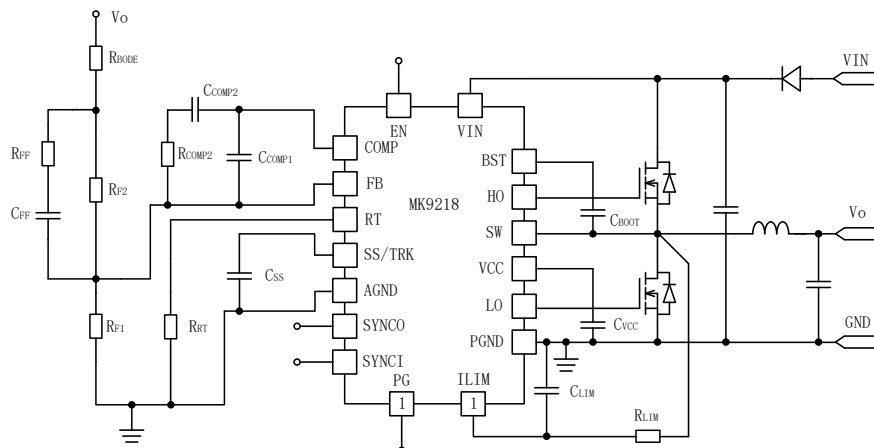 Vo
RBODE
CCOMP2
RFF
RCOMP2
CCOMP1
RF2
CFF
CSS
RF1
RRT
EN
VIN
COMP
FB
RT
SS/TRK
AGND
SYNCO
SYNCI
PG
1
ILIM
1
MK9218
BST
HO
SW
VCC
LO
PGND
CBOOT
CVCC
CLIM
RLIM
VIN
Vo
GND